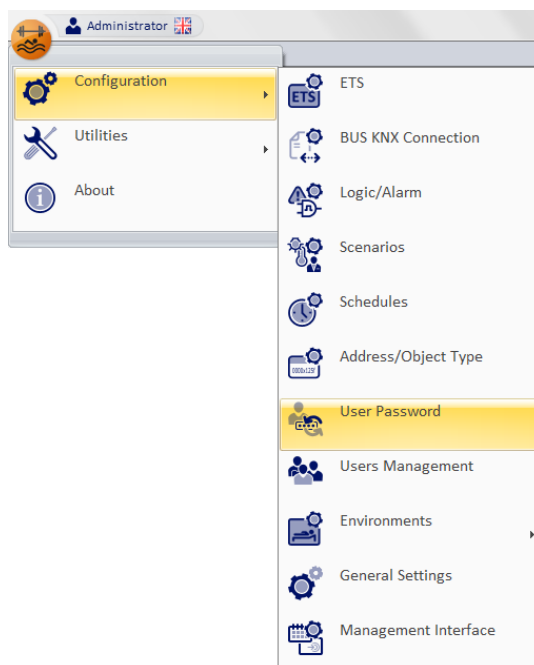 Administrator
Configuration
Utilities
About
ETS
ETS
BUS KNX Connection
Logic/Alarm
Scenarios
Schedules
Address/Object Type
User Password
Users Management
Environments
General Settings
Management Interface